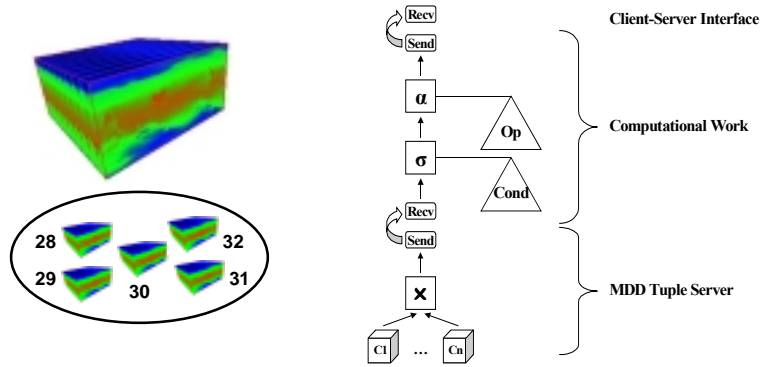 Recv
Client-Server Interface
Send
α
Op
Computational Work
σ
Cond
Recv
Send
28
32
29
30
31
x
MDD Tuple Server
C1
...
Cn